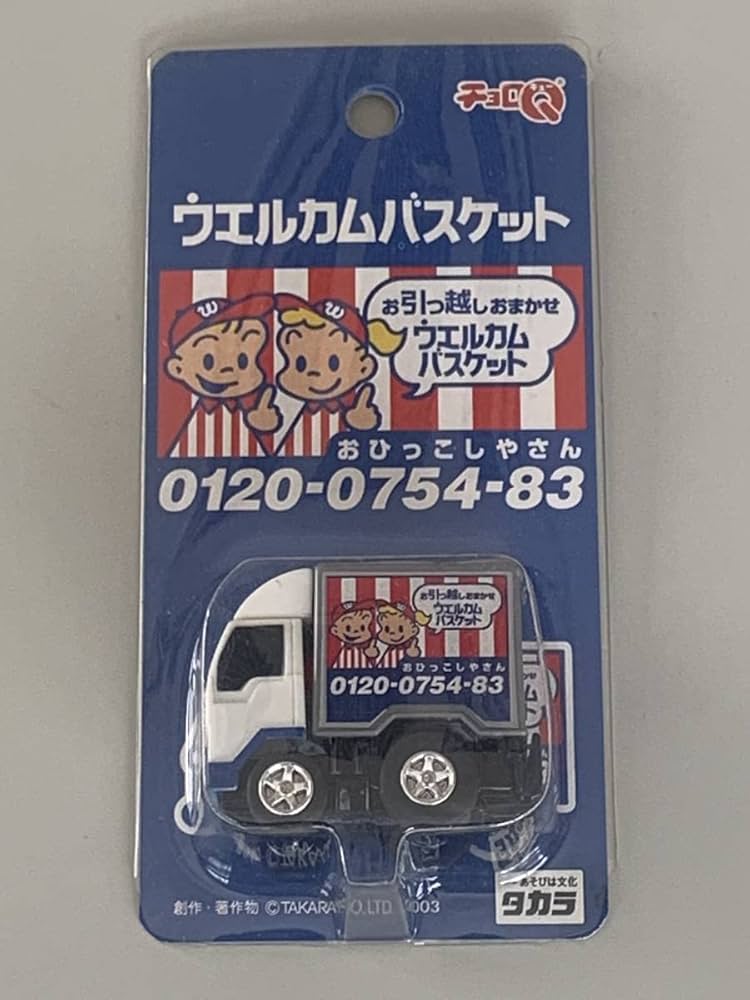 チョロQ
ウエルカムバスケット
W W
お引っ越しおまかせ
ウエルカム
バスケット
おひっこしやさん
0120-0754-83
お引っ越しおまかせ
ウエルカム
バスケット
おひっこしやさん
0120-0754-83
創作・著作物 ©TAKARA CO.,LTD. 2003
あそびは文化
タカラ